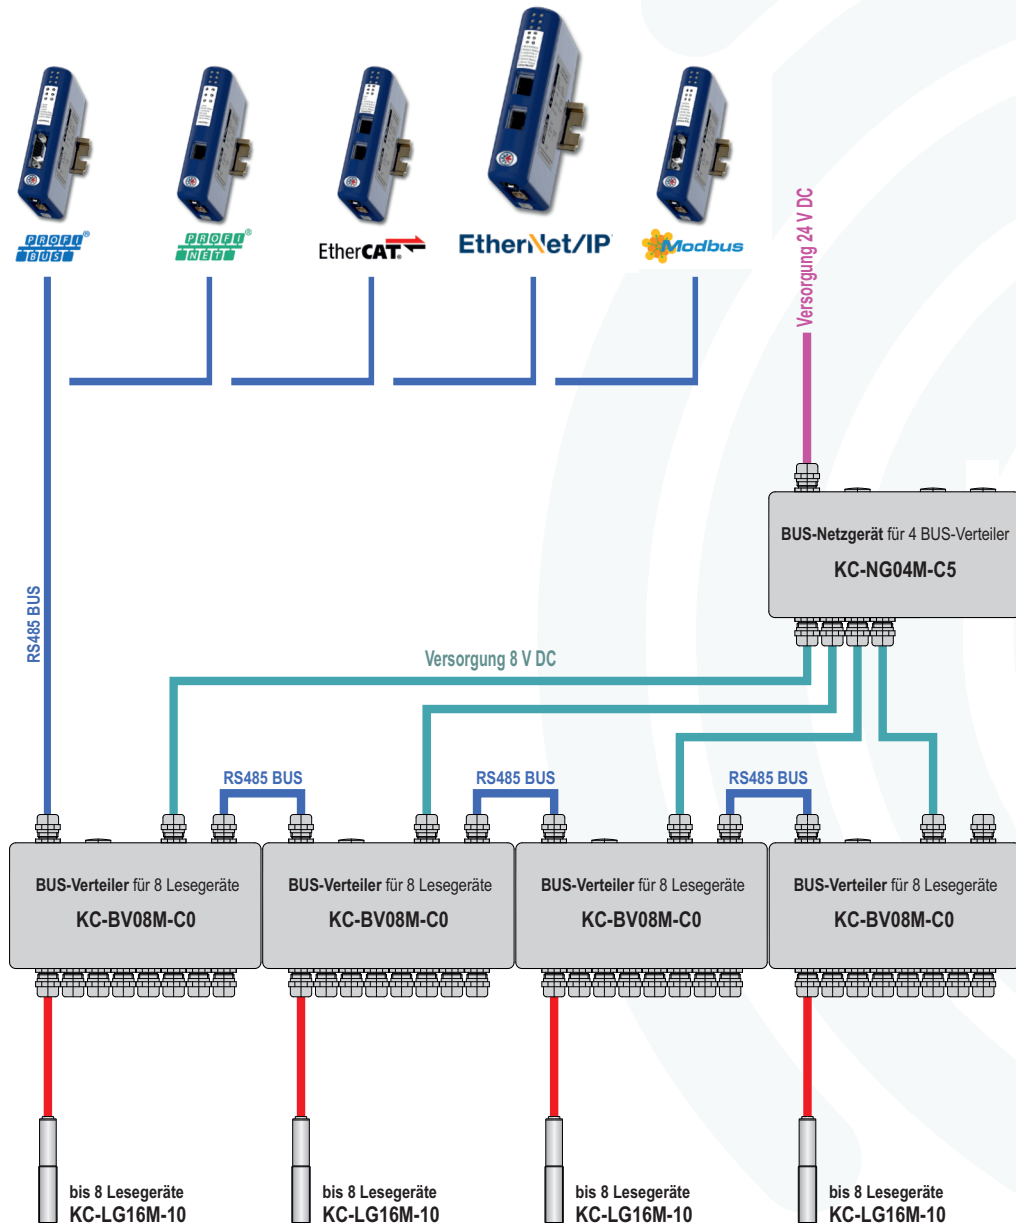 PROFI® BUS
PROFI® NET
EtherCAT®
EtherNet/IP
Modbus
Versorgung 24 V DC
BUS-Netzgerät für 4 BUS-Verteiler
KC-NG04M-C5
RS485 BUS
Versorgung 8 V DC
RS485 BUS
RS485 BUS
RS485 BUS
BUS-Verteiler für 8 Lesegeräte
KC-BV08M-C0
BUS-Verteiler für 8 Lesegeräte
KC-BV08M-C0
BUS-Verteiler für 8 Lesegeräte
KC-BV08M-C0
BUS-Verteiler für 8 Lesegeräte
KC-BV08M-C0
bis 8 Lesegeräte
KC-LG16M-10
bis 8 Lesegeräte
KC-LG16M-10
bis 8 Lesegeräte
KC-LG16M-10
bis 8 Lesegeräte
KC-LG16M-10